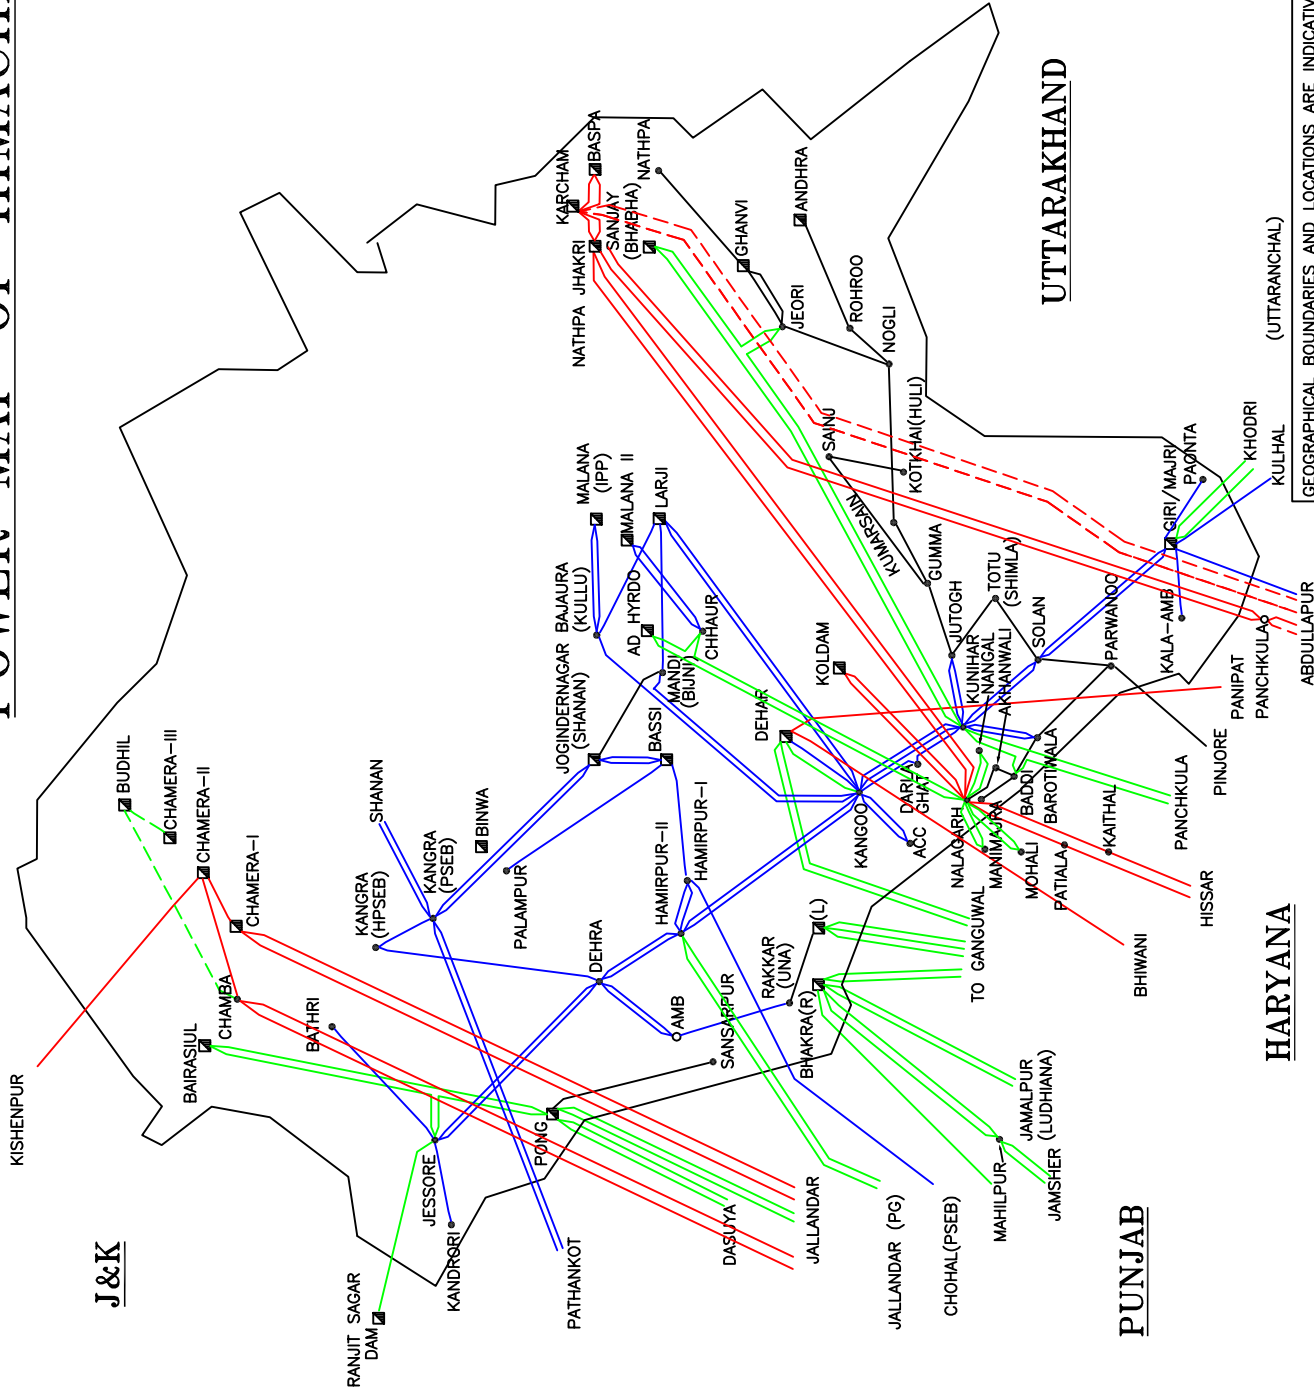 POWER MAP OF HIMACHA
J&K
KISHENPUR
BUDHIL
CHAMERA-III
CHAMERA-II
CHAMERA-I
CHAMBA
BAIRASIUL
BATHRI
SHANAN
KANGRA
(HPSEB)
KANGRA
(PSEB)
BINWA
PALAMPUR
JOGINDERNAGAR
(SHANAN)
BASSI
BAJAURA
(KULLU)
MALANA
(IPP)
MALANA II
LARJI
AD HYRDO
CHHAUR
MANDI
(BIJNI)
NATHPA JHAKRI
KARCHAM
BASPA
SANJAY
(BHABHA)
NATHPA
GHANVI
ANDHRA
JEORI
ROHROO
NOGLI
KOTKHAI(HULI)
SAINJ
KUMARSAIN
GUMMA
UTTARAKHAND
(UTTARANCHAL)
JUTOGH
TOTU
(SHIMLA)
SOLAN
PARWANOO
KUNIHAR
NANGAL
AKHANWALI
KOLDAM
DEHAR
KANGOO
DARLA
GHAT
ACC
NALAGARH
MANIMAJRA
MOHALI
BADDI
BAROTIWALA
PATIALA
KAITHAL
GIRI/MAJRI
PAONTA
KALA-AMB
KHODRI
KULHAL
ABDULLAPUR
PANCHKULA
PANIPAT
PINJORE
PANCHKULA
HISSAR
BHIWANI
HARYANA
HAMIRPUR-I
HAMIRPUR-II
DEHRA
AMB
RAKKAR
(UNA)
(L)
BHAKRA(R)
SANSARPUR
TO GANGUWAL
PONG
JESSORE
KANDRORI
RANJIT SAGAR
DAM
PATHANKOT
DASUYA
JALLANDAR
JALLANDAR (PG)
CHOHAL(PSEB)
MAHILPUR
JAMSHER
JAMALPUR
(LUDHIANA)
PUNJAB
GEOGRAPHICAL BOUNDARIES AND LOCATIONS ARE INDICATIV